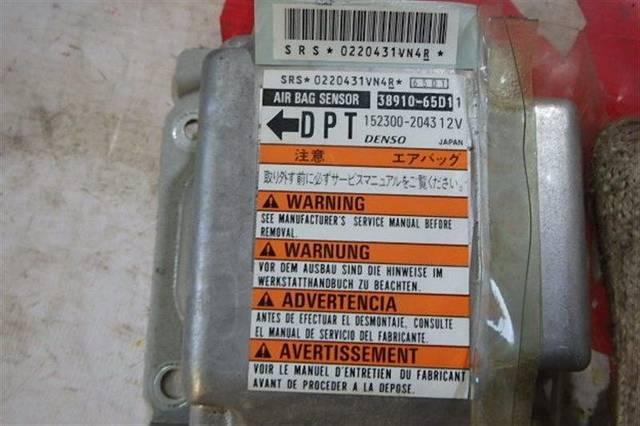 SRS*0220431VN4R*
SRS*0220431VN4R* 65D1
AIR BAG SENSOR 38910-65D11
DPT 152300-2043 12V
DENSO JAPAN
注意 エアバッグ
取り外す前に必ずサービスマニュアルをご覧ください。
WARNING
SEE MANUFACTURER'S SERVICE MANUAL BEFORE
REMOVAL.
WARNUNG
VOR DEM AUSBAU SIND DIE HINWEISE IM
WERKSTATTHANDBUCH ZU BEACHTEN.
ADVERTENCIA
ANTES DE EFECTUAR EL DESMONTAJE, CONSULTE
EL MANUAL DE SERVICIO DEL FABRICANTE.
AVERTISSEMENT
VOIR LE MANUEL D'ENTRETIEN DU FABRICANT
AVANT DE PROCEDER A LA DEPOSE.